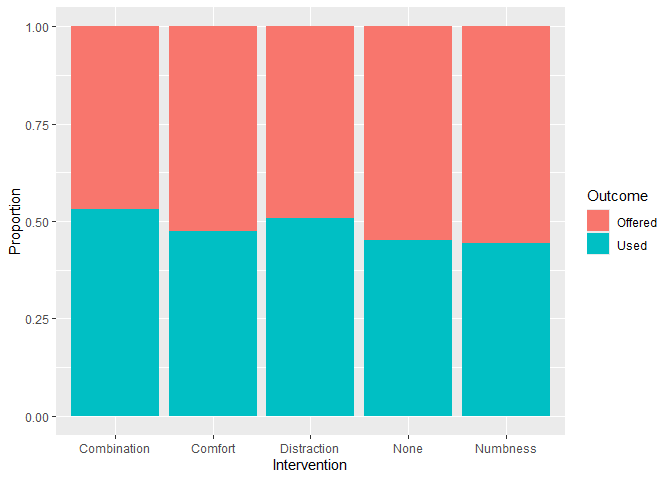 1.00
0.75
0.50
0.25
0.00
Proportion
Combination Comfort Distraction None Numbness
Intervention
Outcome
Offered
Used